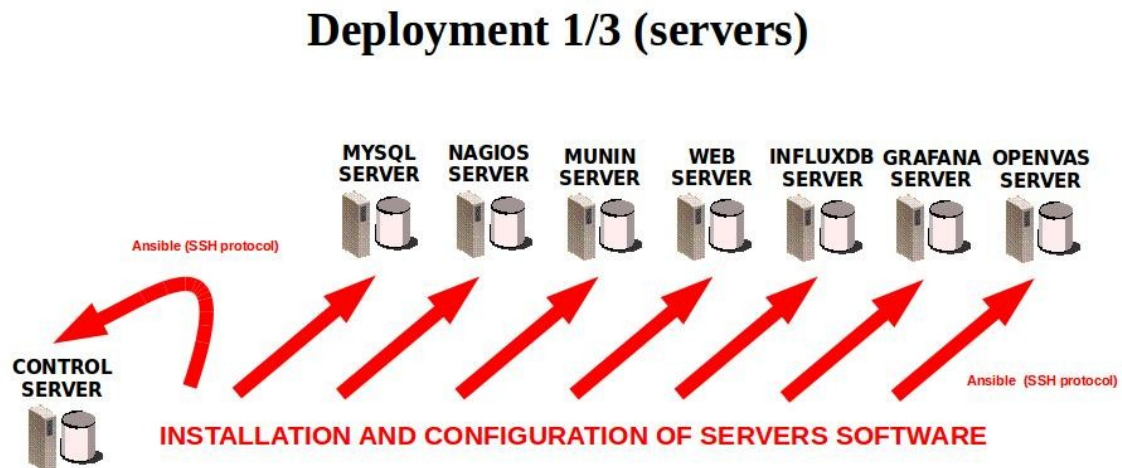 Deployment 1/3 (servers)
MYSQL
SERVER
NAGIOS
SERVER
MUNIN
SERVER
WEB
SERVER
INFLUXDB
SERVER
GRAFANA
SERVER
OPENVAS
SERVER
Ansible (SSH protocol)
CONTROL
SERVER
Ansible (SSH protocol)
INSTALLATION AND CONFIGURATION OF SERVERS SOFTWARE